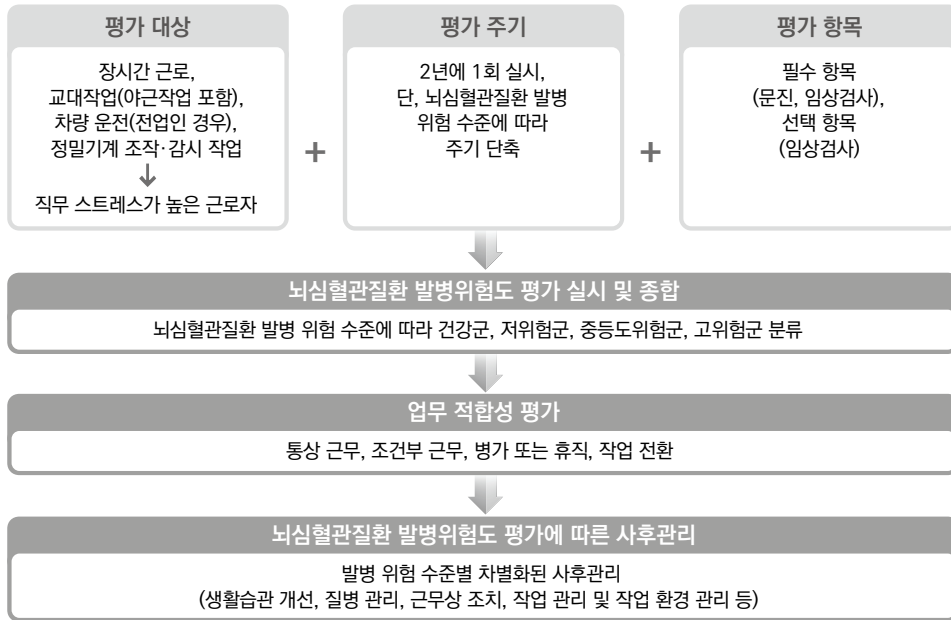 평가 대상
장시간 근로,
교대작업(야근작업 포함),
차량 운전(전업인 경우),
정밀기계 조작·감시 작업
↓
직무 스트레스가 높은 근로자
+
평가 주기
2년에 1회 실시,
단, 뇌심혈관질환 발병
위험 수준에 따라
주기 단축
+
평가 항목
필수 항목
(문진, 임상검사),
선택 항목
(임상검사)
뇌심혈관질환 발병위험도 평가 실시 및 종합
뇌심혈관질환 발병 위험 수준에 따라 건강군, 저위험군, 중등도위험군, 고위험군 분류
업무 적합성 평가
통상 근무, 조건부 근무, 병가 또는 휴직, 작업 전환
뇌심혈관질환 발병위험도 평가에 따른 사후관리
발병 위험 수준별 차별화된 사후관리
(생활습관 개선, 질병 관리, 근무상 조치, 작업 관리 및 작업 환경 관리 등)